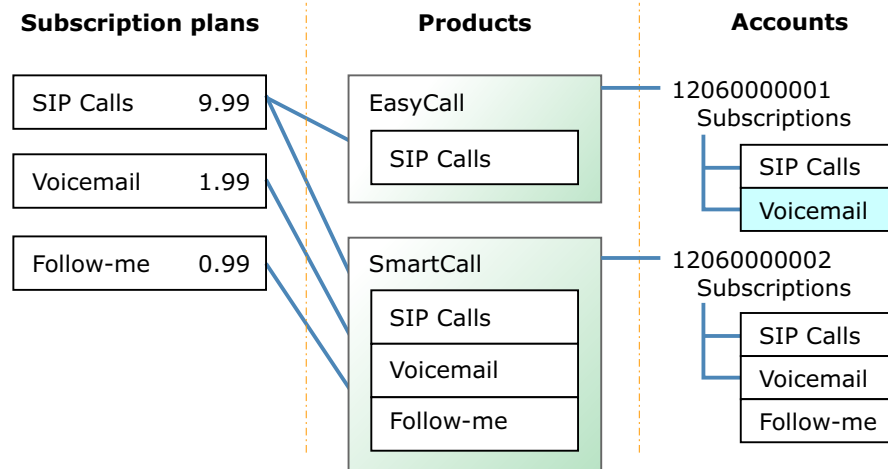 Subscription plans
Products
Accounts
SIP Calls 9.99
Voicemail 1.99
Follow-me 0.99
EasyCall
SIP Calls
SmartCall
SIP Calls
Voicemail
Follow-me
12060000001
Subscriptions
SIP Calls
Voicemail
12060000002
Subscriptions
SIP Calls
Voicemail
Follow-me